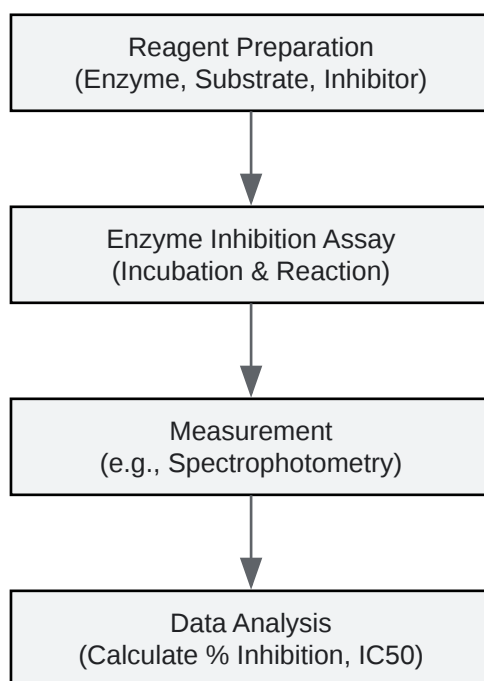 Reagent Preparation
(Enzyme, Substrate, Inhibitor)
Enzyme Inhibition Assay
(Incubation & Reaction)
Measurement
(e.g., Spectrophotometry)
Data Analysis
(Calculate % Inhibition, IC50)